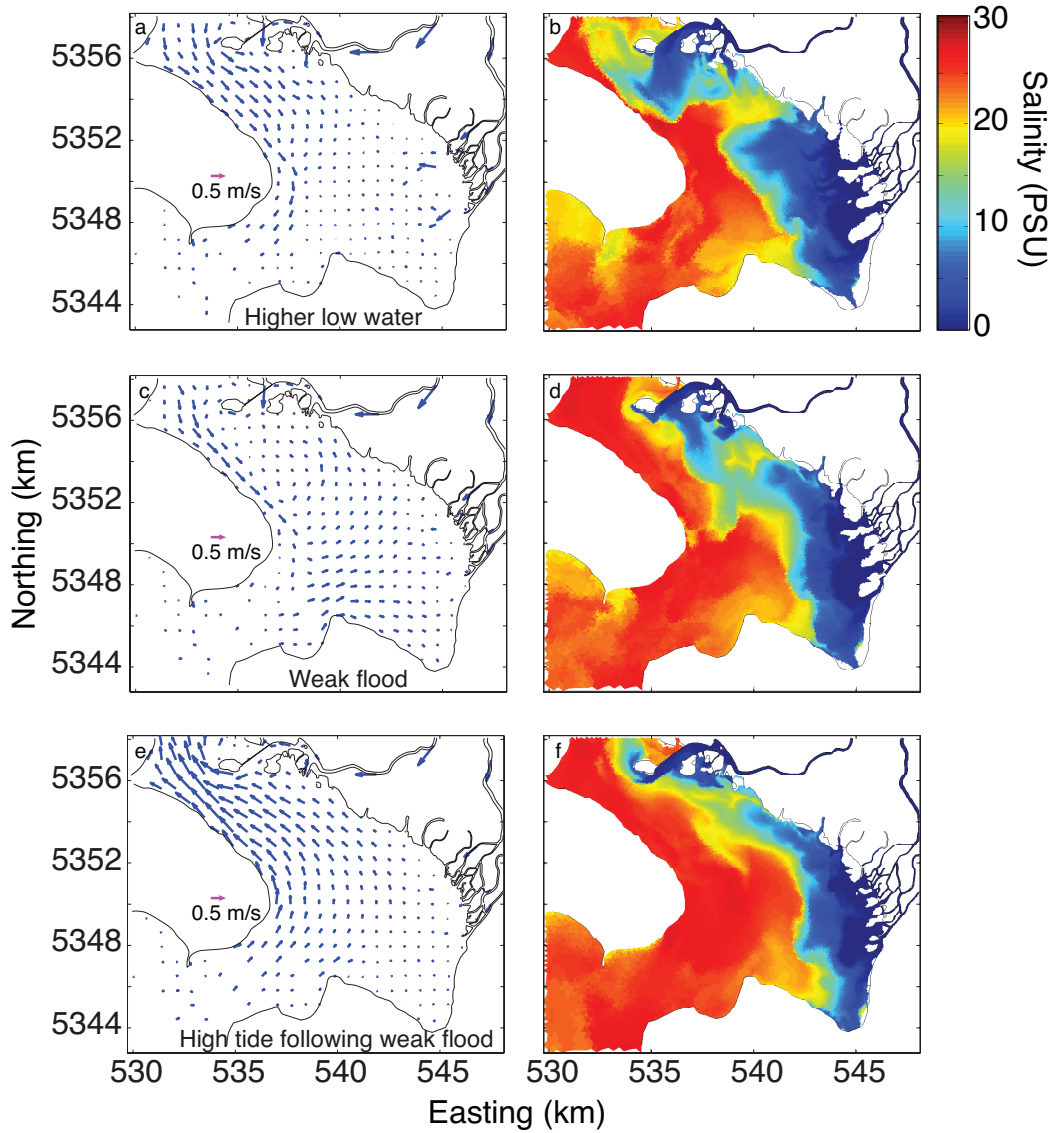 a
b
5356
5352
5348
5344
0.5 m/s
Higher low water
30
20
10
0
Salinity (PSU)
c
d
5356
5352
5348
5344
0.5 m/s
Weak flood
Northing (km)
e
f
5356
5352
5348
5344
0.5 m/s
High tide following weak flood
530 535 540 545
530 535 540 545
Easting (km)